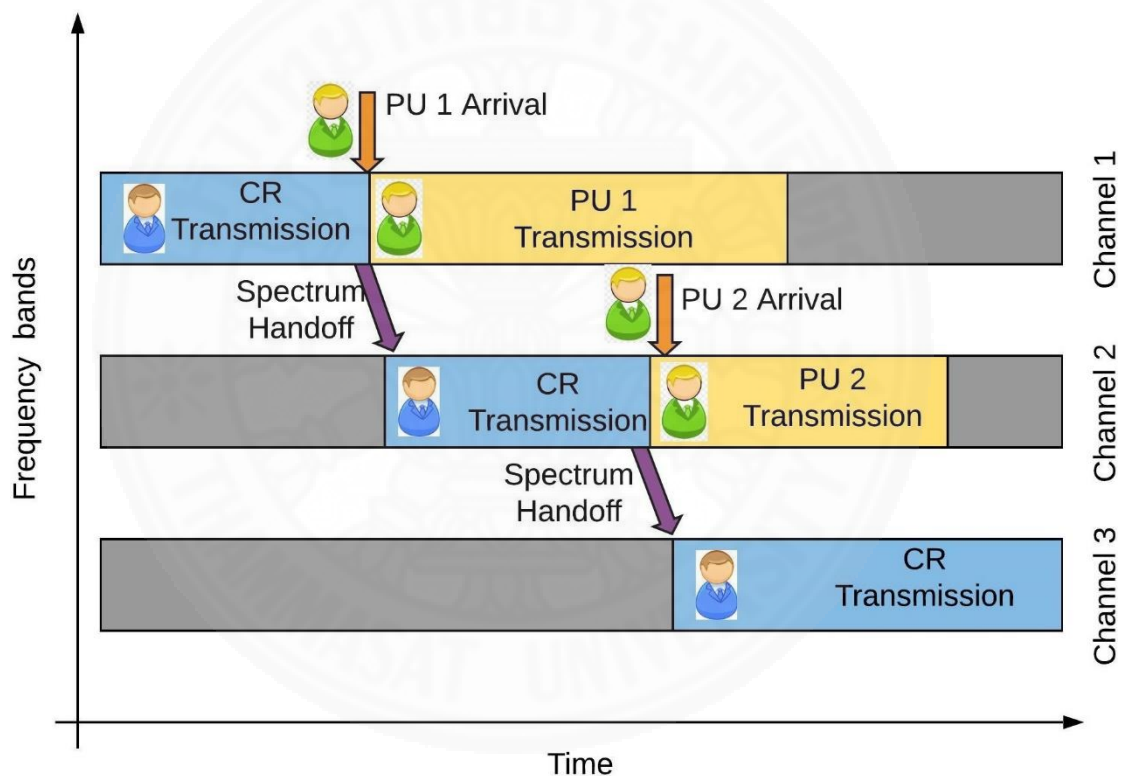 PU 1 Arrival
Channel 1
CR
Transmission
PU 1
Transmission
Spectrum
Handoff
PU 2 Arrival
Channel 2
CR
Transmission
PU 2
Transmission
Spectrum
Handoff
Channel 3
CR
Transmission
Frequency bands
Time